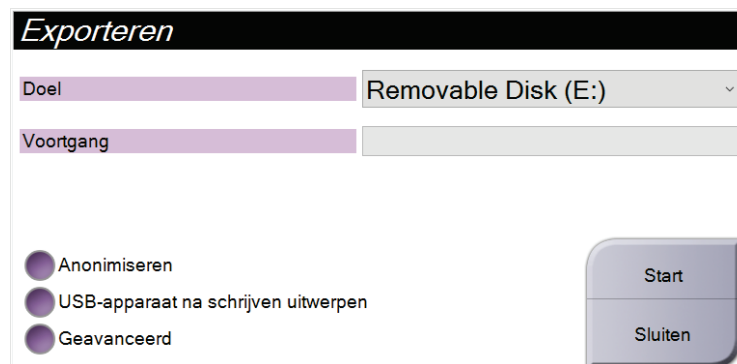 Exporteren
Doel
Removable Disk (E:)
Voortgang
Anonimiseren
USB-apparaat na schrijven uitwerpen
Geavanceerd
Start
Sluiten